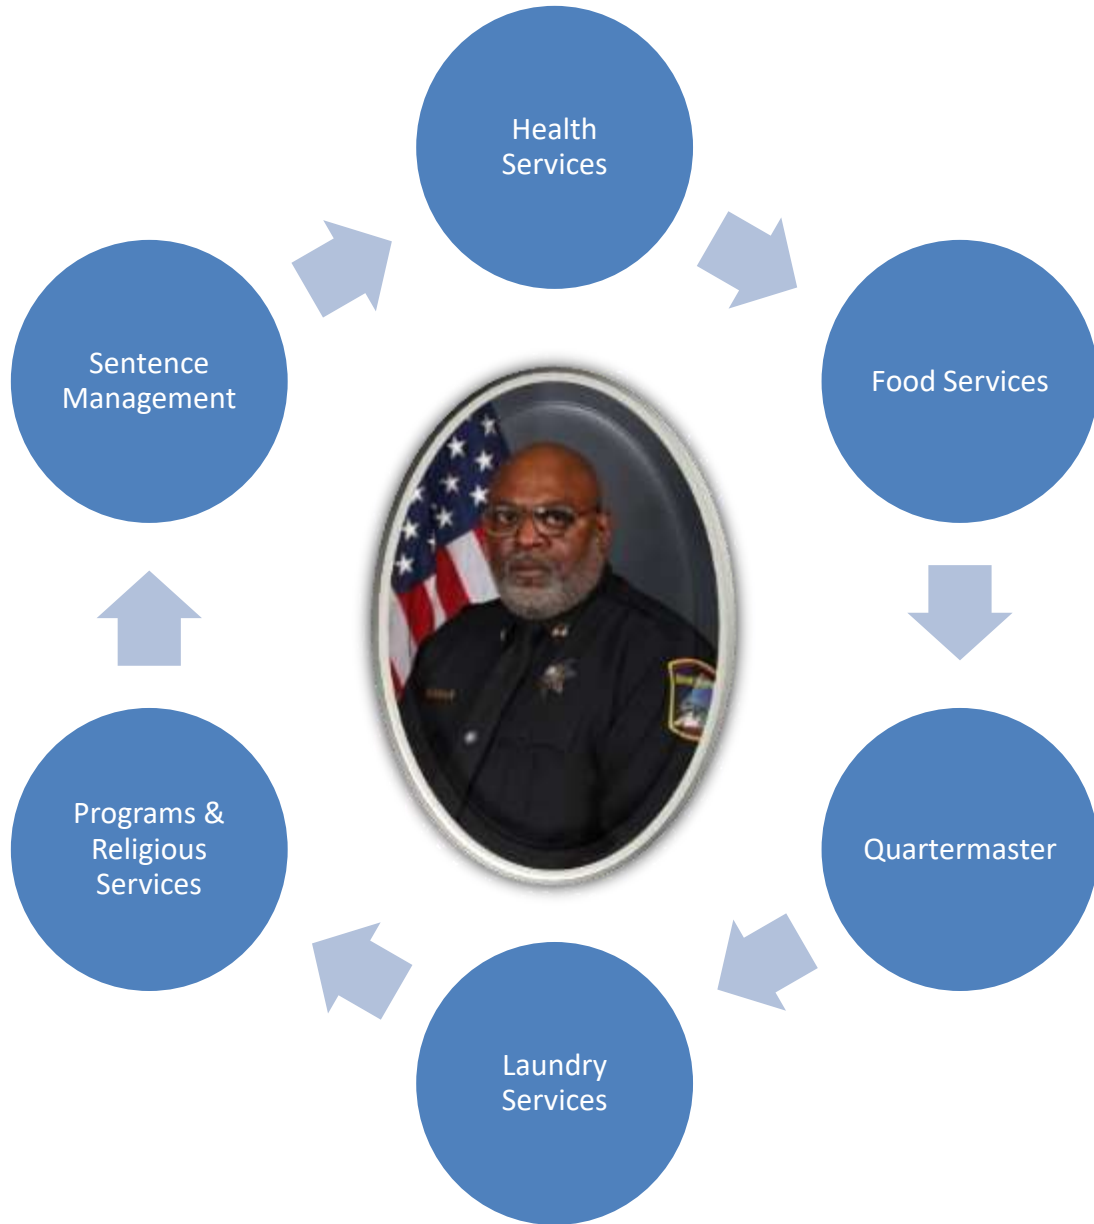 Health
Services
Food Services
Quartermaster
Laundry
Services
Programs &
Religious
Services
Sentence
Management